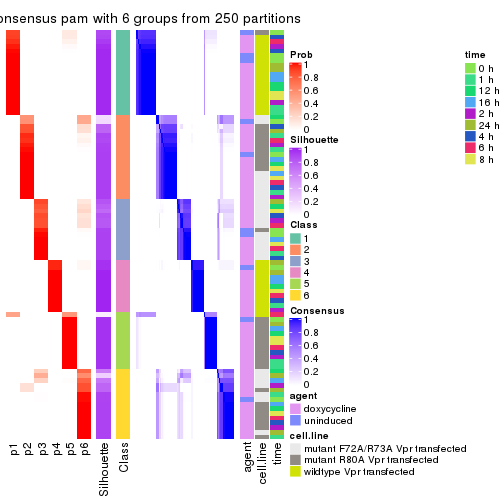 onsensus pam with 6 groups from 250 partitions
Prob
1
0.8
0.6
0.4
0.2
0
Silhouette
1
0.8
0.6
0.4
0.2
0
Class
1
2
3
4
5
6
Consensus
1
0.8
0.6
0.4
0.2
0
agent
doxycycline
uninduced
cell.line
mutant F72A/R73A Vpr transfected
mutant R80A Vpr transfected
wildtype Vpr transfected
time
0 h
1 h
12 h
16 h
2 h
24 h
4 h
6 h
8 h
p1
p2
p3
p4
p5
p6
Silhouette
Class
agent
cell.line
time